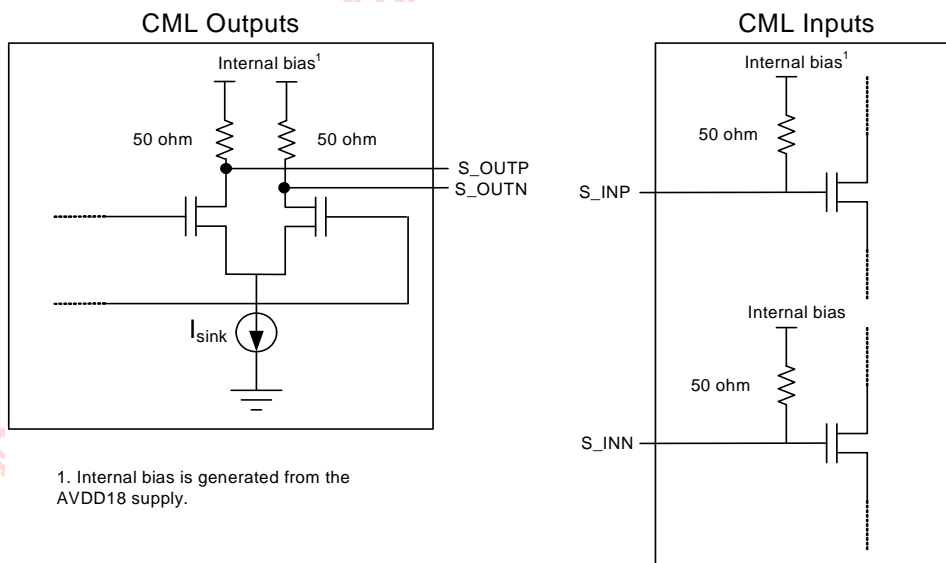 CML Outputs
Internal bias1
50 ohm
50 ohm
S_OUTP
S_OUTN
Isink
1. Internal bias is generated from the
AVDD18 supply.
CML Inputs
Internal bias1
50 ohm
S_INP
Internal bias
50 ohm
S_INN